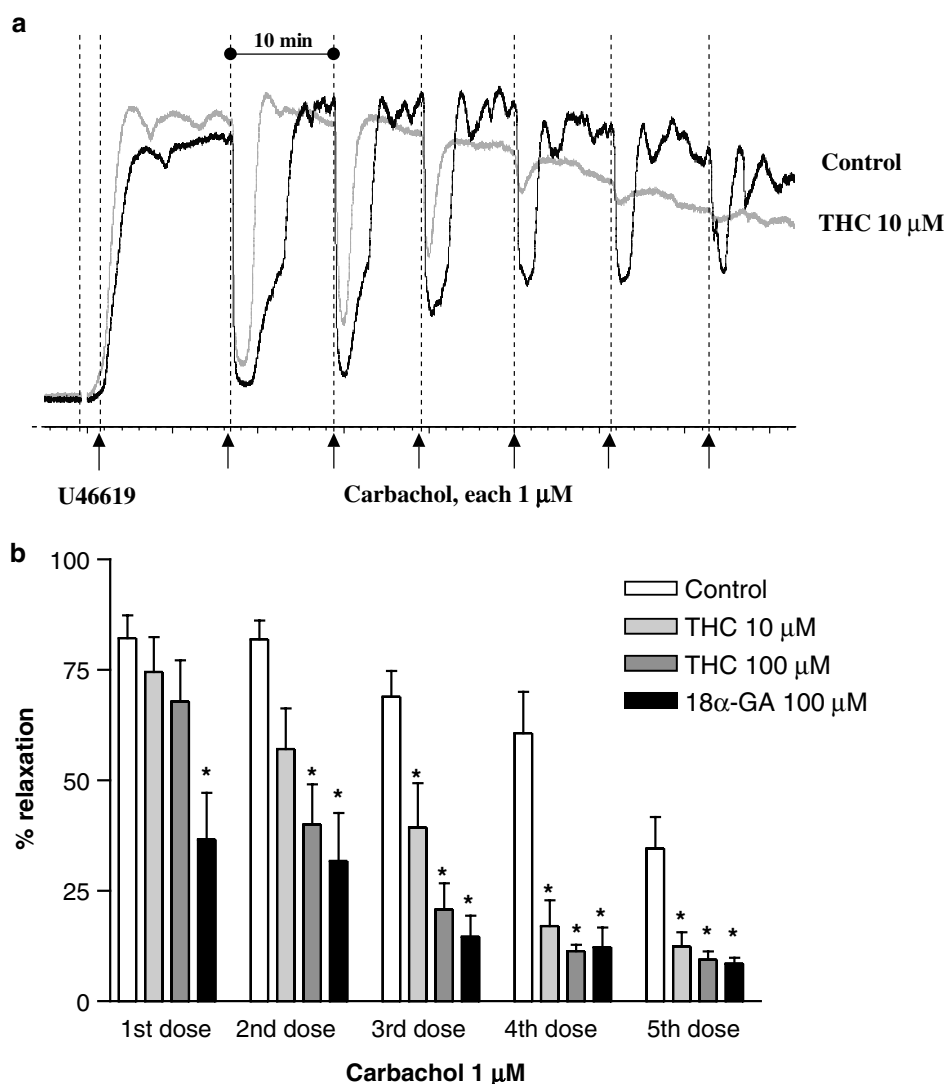 a
10 min
Control
THC 10 μM
U46619
Carbachol, each 1 μM
b
100
75
50
25
0
% relaxation
Control
THC 10 μM
THC 100 μM
18α-GA 100 μM
*
*
*
*
*
*
*
*
*
*
*
*
1st dose
2nd dose
3rd dose
4th dose
5th dose
Carbachol 1 μM